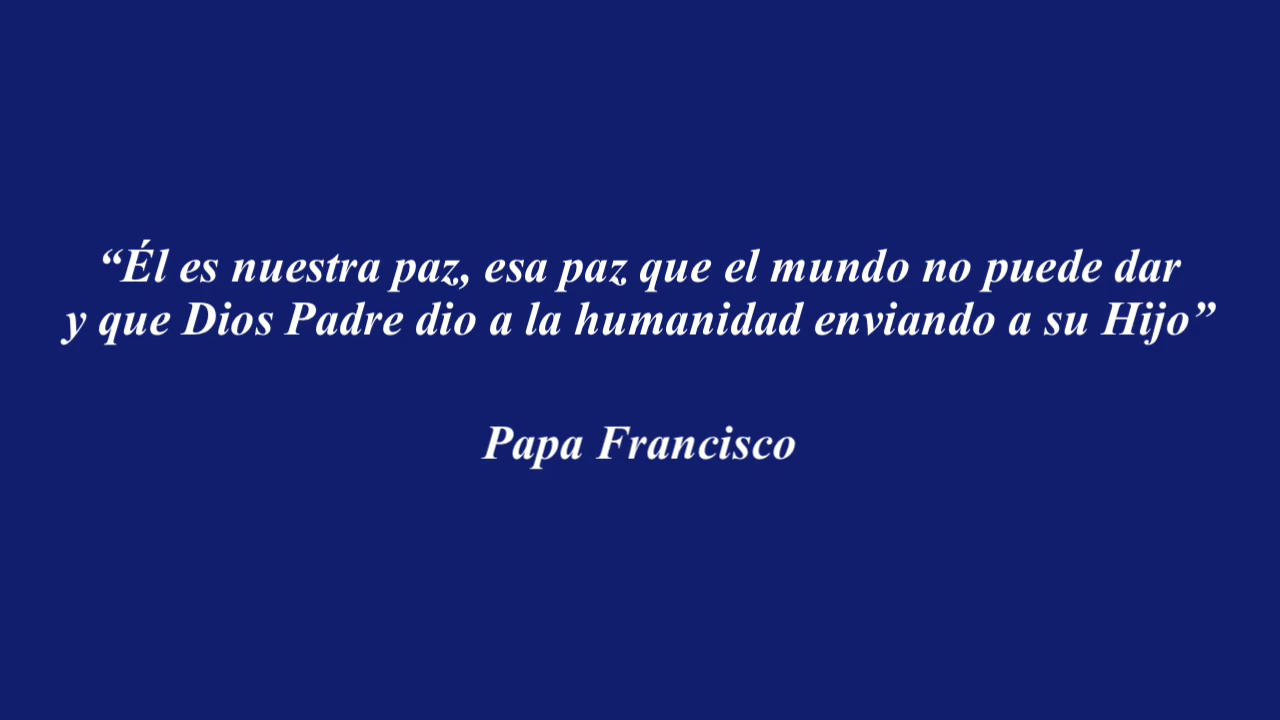 “Él es nuestra paz, esa paz que el mundo no puede dar
y que Dios Padre dio a la humanidad enviando a su Hijo”
Papa Francisco